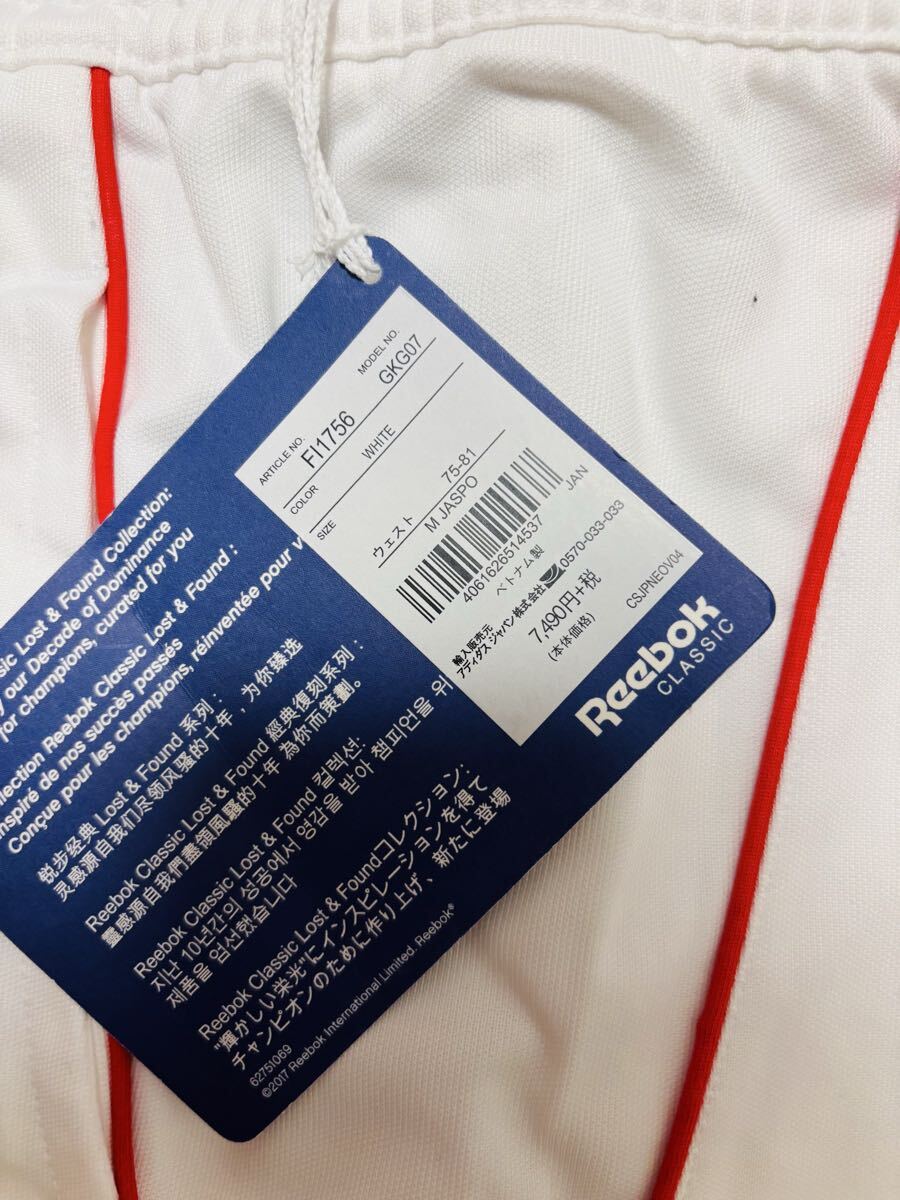 MODEL NO.
GKG07
ARTICLE NO.
FI1756
COLOR
WHITE
SIZE
ウェスト 75-81
M JASPO
4061626514537 JAN
ベトナム製
輸入販売元
アディダス ジャパン 株式会社 0570-033-033
7,490円+税
(本体価格)
CSJPNEOV04
Reebok
CLASSIC
sic Lost & Found Collection:
y our Decade of Dominance
for champions, curated for you
llection Reebok Classic Lost & Found :
nspiré de nos succès passés
Conçue pour les champions, réinventée pour v
锐步经典 Lost & Found 系列 :
灵感源自我们尽领风骚的十年 , 为你臻选
Reebok Classic Lost & Found 經典復刻系列 :
靈感源自我們盡領風騷的十年 為你而策劃。
Reebok Classic Lost & Found 컬렉션:
지난 10년간의 성공에서 영감을 받아 챔피언을 위
제품을 엄선했습니다
Reebok Classic Lost & Foundコレクション:
"輝かしい栄光"にインスピレーションを得て
チャンピオンのために作り上げ、新たに登場
62751069
©2017 Reebok International Limited. Reebok®